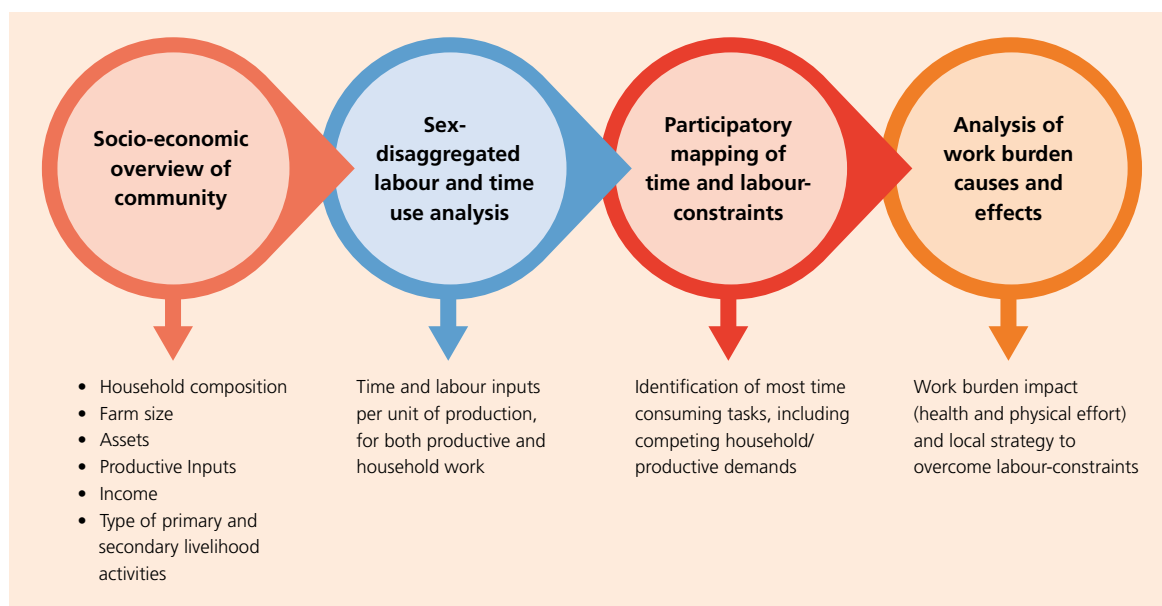 Socio-economic
overview of
community
Sex-
disaggregated
labour and time
use analysis
Participatory
mapping of
time and labour-
constraints
Analysis of
work burden
causes and
effects
• Household composition
• Farm size
• Assets
• Productive Inputs
• Income
• Type of primary and
secondary livelihood
activities
Time and labour inputs
per unit of production,
for both productive and
household work
Identification of most time
consuming tasks, including
competing household/
productive demands
Work burden impact
(health and physical effort)
and local strategy to
overcome labour-constraints